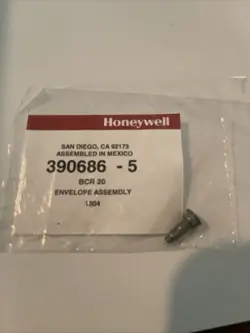 Honeywell
SAN DIEGO, CA 92173
ASSEMBLED IN MEXICO
390686 - 5
BCR 20
ENVELOPE ASSEMBLY
1304